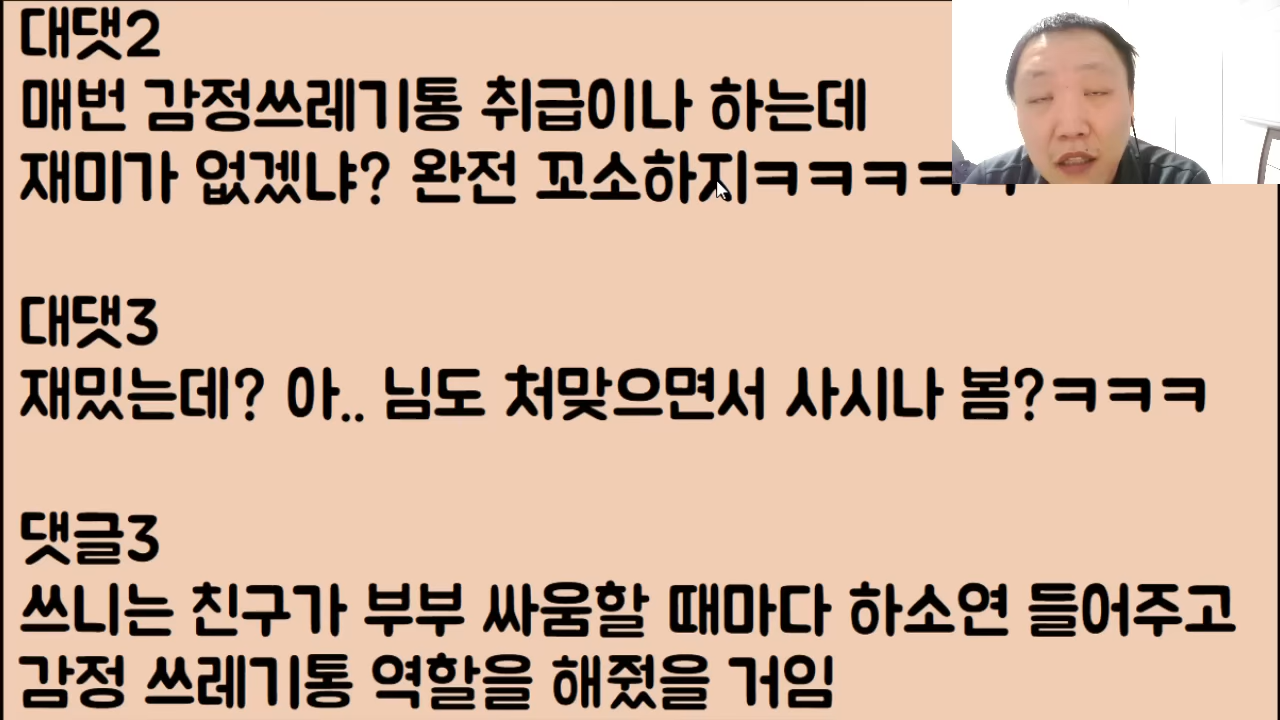 대댓2
매번 감정쓰레기통 취급이나 하는데
재미가 없겠냐? 완전 꼬소하지ㅋㅋㅋㅋㅋ
대댓3
재밌는데? 아.. 님도 처맞으면서 사시나 봄?ㅋㅋㅋ
댓글3
쓰니는 친구가 부부 싸움할 때마다 하소연 들어주고
감정 쓰레기통 역할을 해줬을 거임